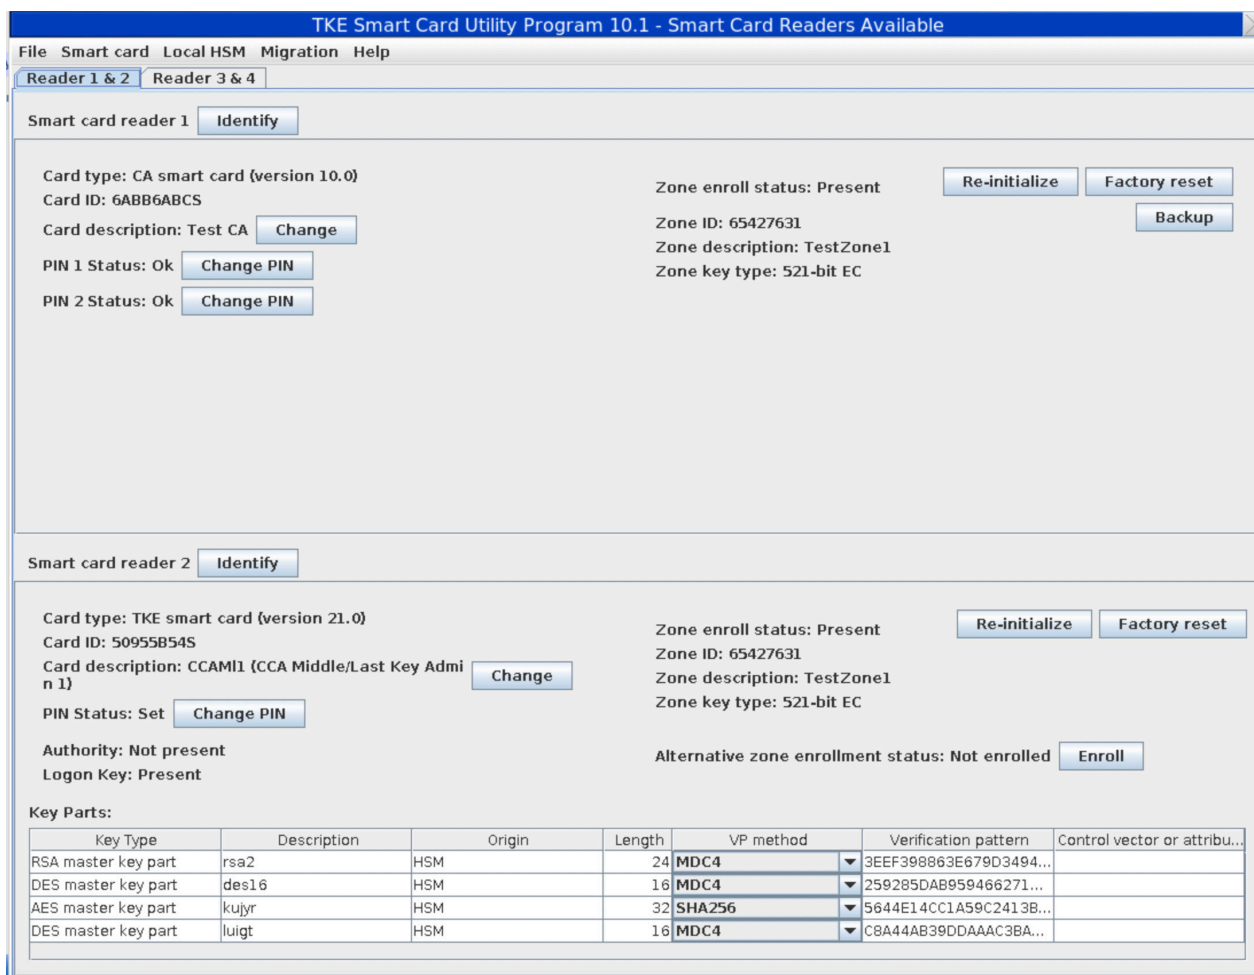 TKE Smart Card Utility Program 10.1 - Smart Card Readers Available
File Smart card Local HSM Migration Help
Reader 1 & 2 Reader 3 & 4
Smart card reader 1 Identify
Card type: CA smart card (version 10.0)
Card ID: 6ABB6ABCS
Card description: Test CA Change
PIN 1 Status: Ok Change PIN
PIN 2 Status: Ok Change PIN
Zone enroll status: Present Re-initialize Factory reset
Backup
Zone ID: 65427631
Zone description: TestZone1
Zone key type: 521-bit EC
Smart card reader 2 Identify
Card type: TKE smart card (version 21.0)
Card ID: 50955B54S
Card description: CCAMl1 (CCA Middle/Last Key Admi
n 1) Change
PIN Status: Set Change PIN
Authority: Not present
Logon Key: Present
Zone enroll status: Present Re-initialize Factory reset
Zone ID: 65427631
Zone description: TestZone1
Zone key type: 521-bit EC
Alternative zone enrollment status: Not enrolled Enroll
Key Parts:
Key Type Description Origin Length VP method Verification pattern Control vector or attribu...
RSA master key part rsa2 HSM 24 MDC4 3EEF398863E679D3494...
DES master key part des16 HSM 16 MDC4 259285DAB959466271...
AES master key part kujyr HSM 32 SHA256 5644E14CC1A59C2413B...
DES master key part luigt HSM 16 MDC4 C8A44AB39DDAAAC3BA...